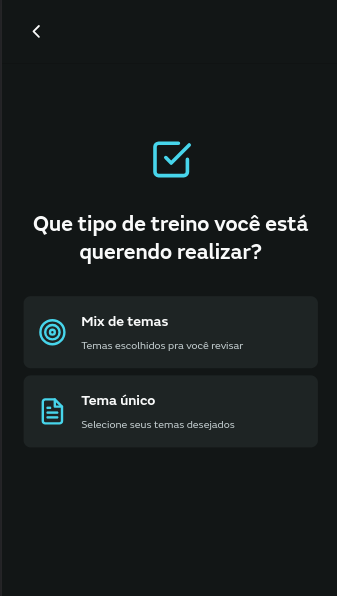 Que tipo de treino você está
querendo realizar?
Mix de temas
Temas escolhidos pra você revisar
Tema único
Selecione seus temas desejados